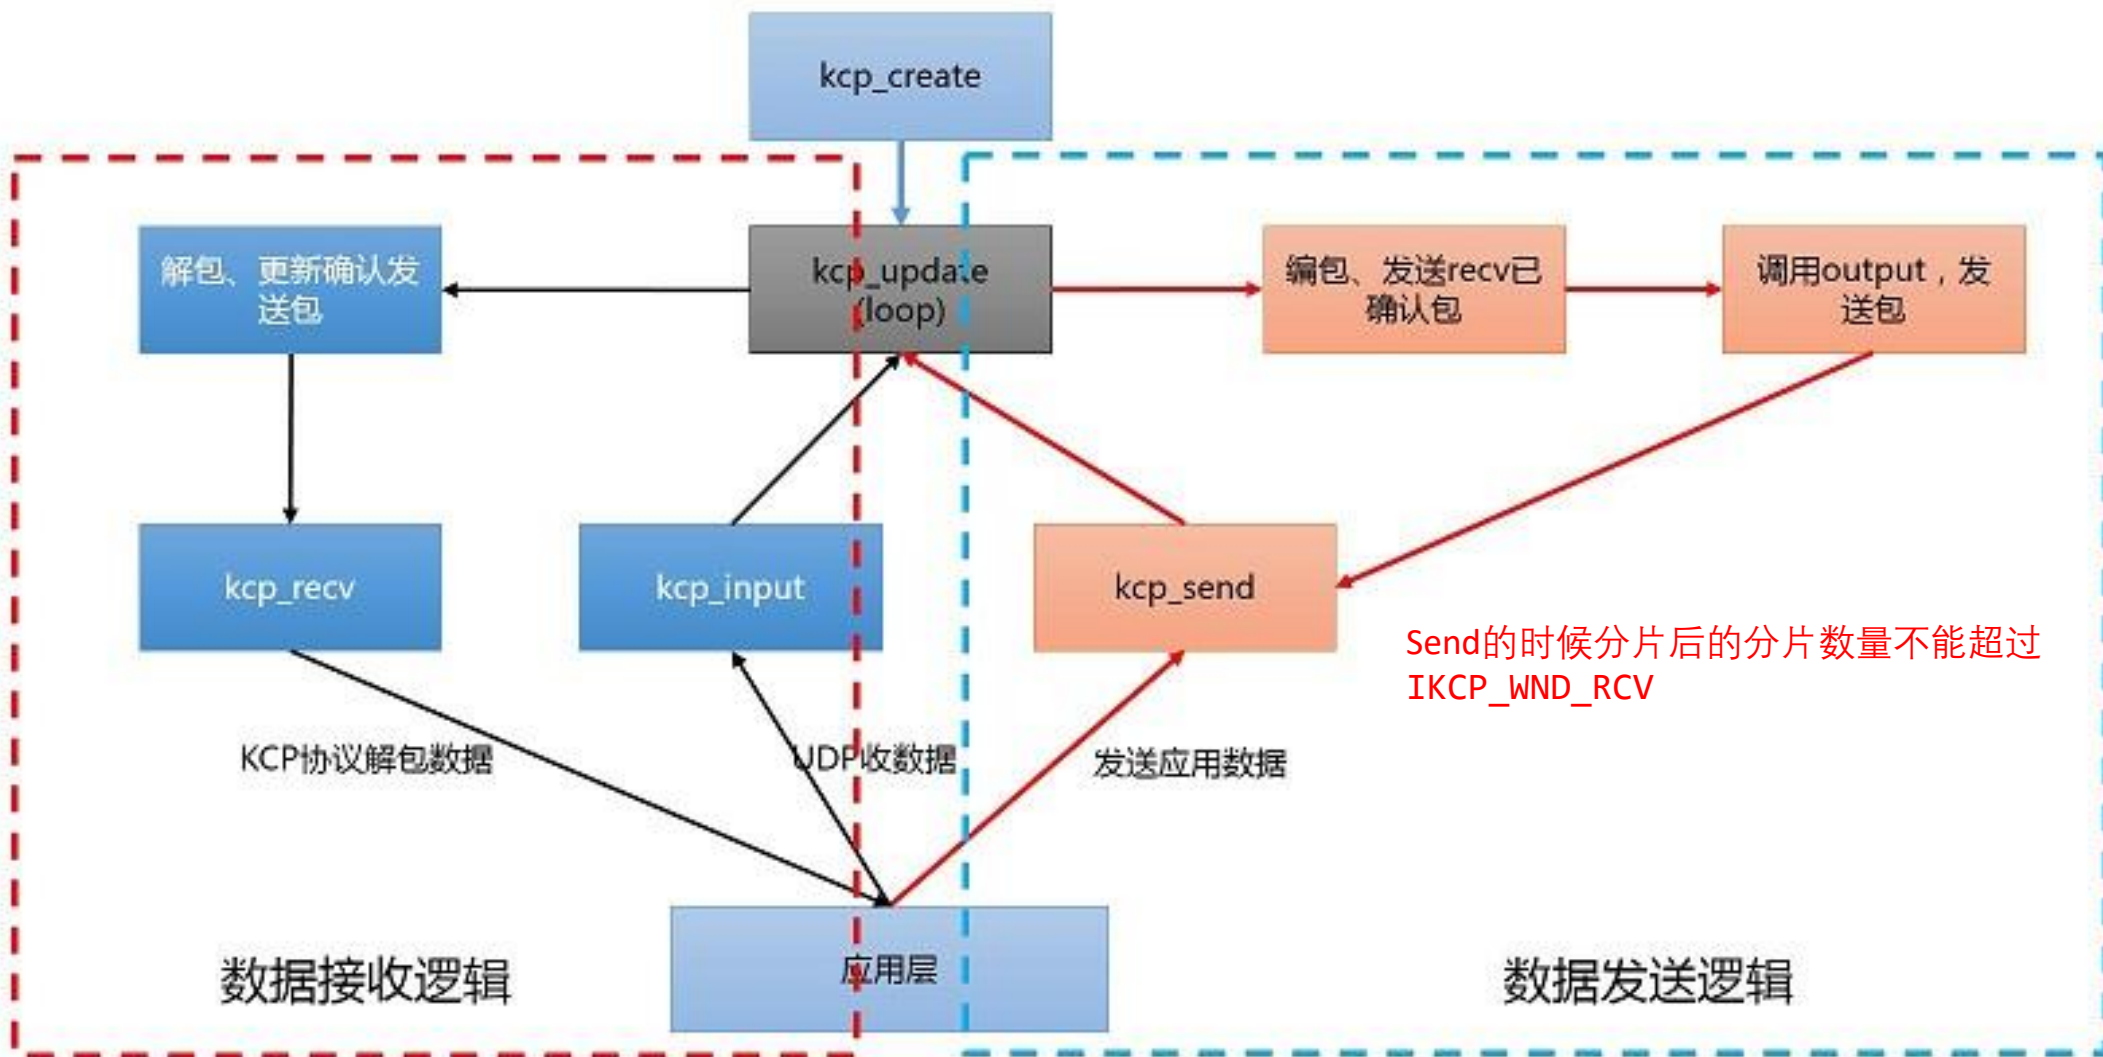 kcp_create
解包、更新确认发
送包
kcp_update
(loop)
编包、发送recv已
确认包
调用output，发
送包
kcp_recv
kcp_input
kcp_send
Send的时候分片后的分片数量不能超过
IKCP_WND_RCV
KCP协议解包数据
UDP收数据
发送应用数据
数据接收逻辑
应用层
数据发送逻辑